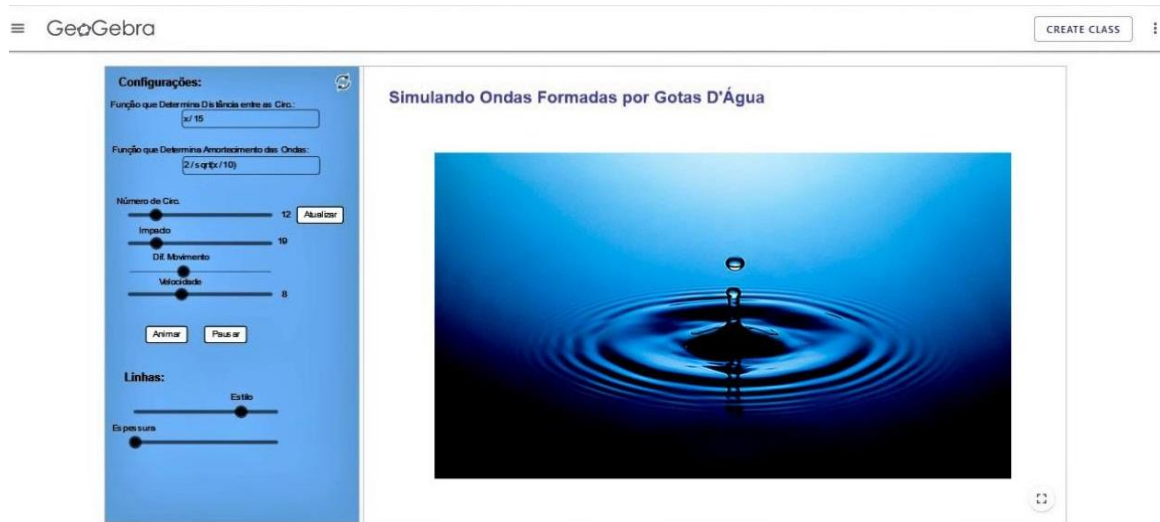 GeoGebra
CREATE CLASS
Configurações:
Função que Determina Distância entre as Circ.:
x/ 15
Função que Determina Amortecimento das Ondas:
2 / sqrt(x / 10)
Número de Circ.
12
Atualizar
Impacto
19
Dif. Movimento
Velocidade
8
Animar
Pausar
Linhas:
Estilo
Espessura
Simulando Ondas Formadas por Gotas D'Água